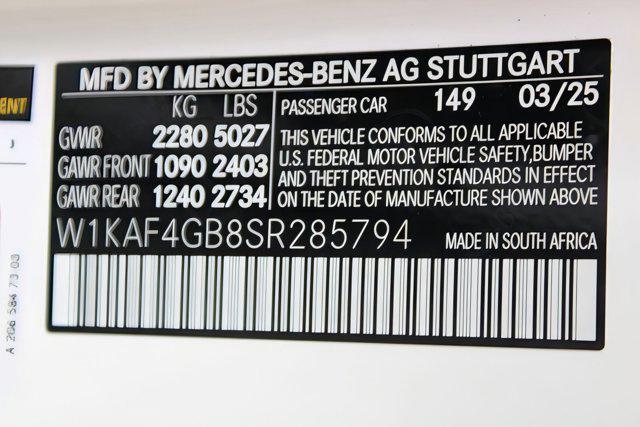 MFD BY MERCEDES-BENZ AG STUTTGART
KG LBS
GVWR 2280 5027
GAWR FRONT 1090 2403
GAWR REAR 1240 2734
PASSENGER CAR 149 03/25
THIS VEHICLE CONFORMS TO ALL APPLICABLE
U.S. FEDERAL MOTOR VEHICLE SAFETY,BUMPER
AND THEFT PREVENTION STANDARDS IN EFFECT
ON THE DATE OF MANUFACTURE SHOWN ABOVE
W1KAF4GB8SR285794 MADE IN SOUTH AFRICA